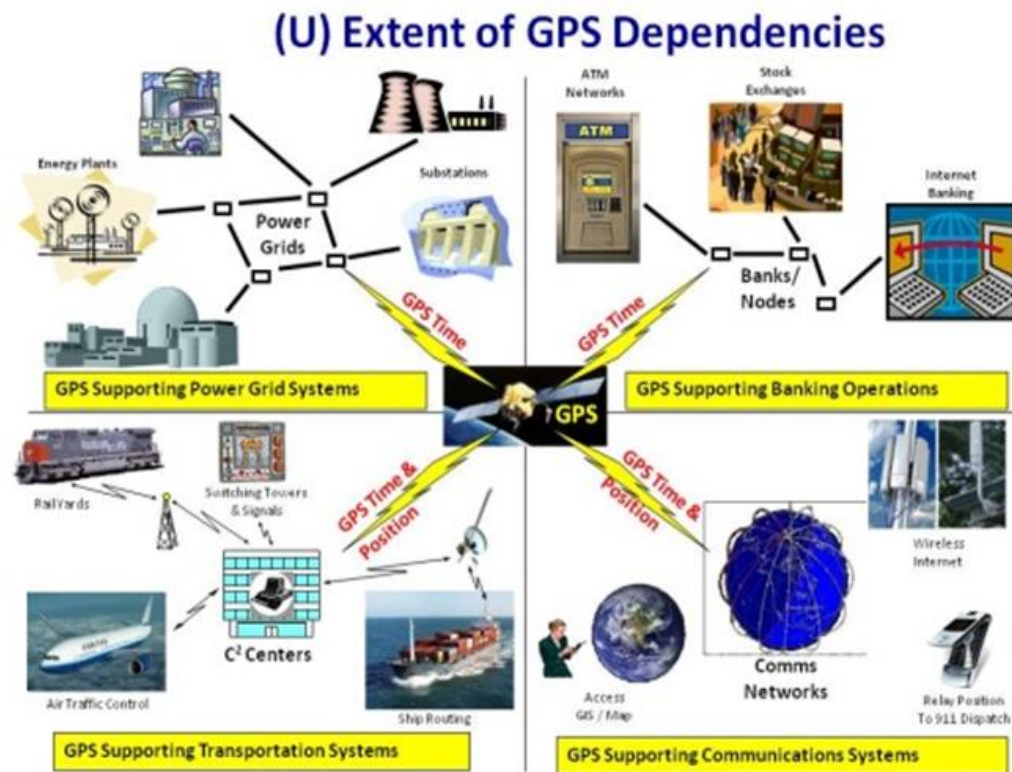 (U) Extent of GPS Dependencies
Energy Plants
Substations
Power
Grids
GPS Time
GPS Supporting Power Grid Systems
ATM
Networks
Stock
Exchanges
ATM
Internet
Banking
Banks/
Nodes
GPS Time
GPS Supporting Banking Operations
GPS
Rail Yards
Switching Towers
& Signals
GPS Time &
Position
C² Centers
Air Traffic Control
Ship Routing
GPS Supporting Transportation Systems
GPS Time &
Position
Wireless
Internet
Access
GIS / Map
Comms
Networks
Relay Position
To 911 Dispatch
GPS Supporting Communications Systems